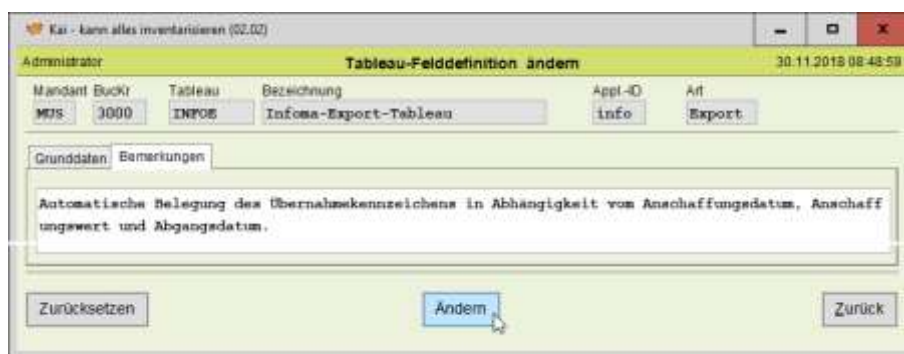 Kai - kann alles inventarisieren (02.02)
Administrator Tableau-Felddefinition ändern 30.11.2018 08:48:59
Mandant BucKr Tableau Bezeichnung Appl.-ID Art
MUS 3000 INFOE Infoma-Export-Tableau info Export
Grunddaten Bemerkungen
Automatische Belegung des Übernahmekennzeichens in Abhängigkeit vom Anschaffungsdatum, Anschaff
ungswert und Abgangsdatum.
Zurücksetzen Ändern Zurück